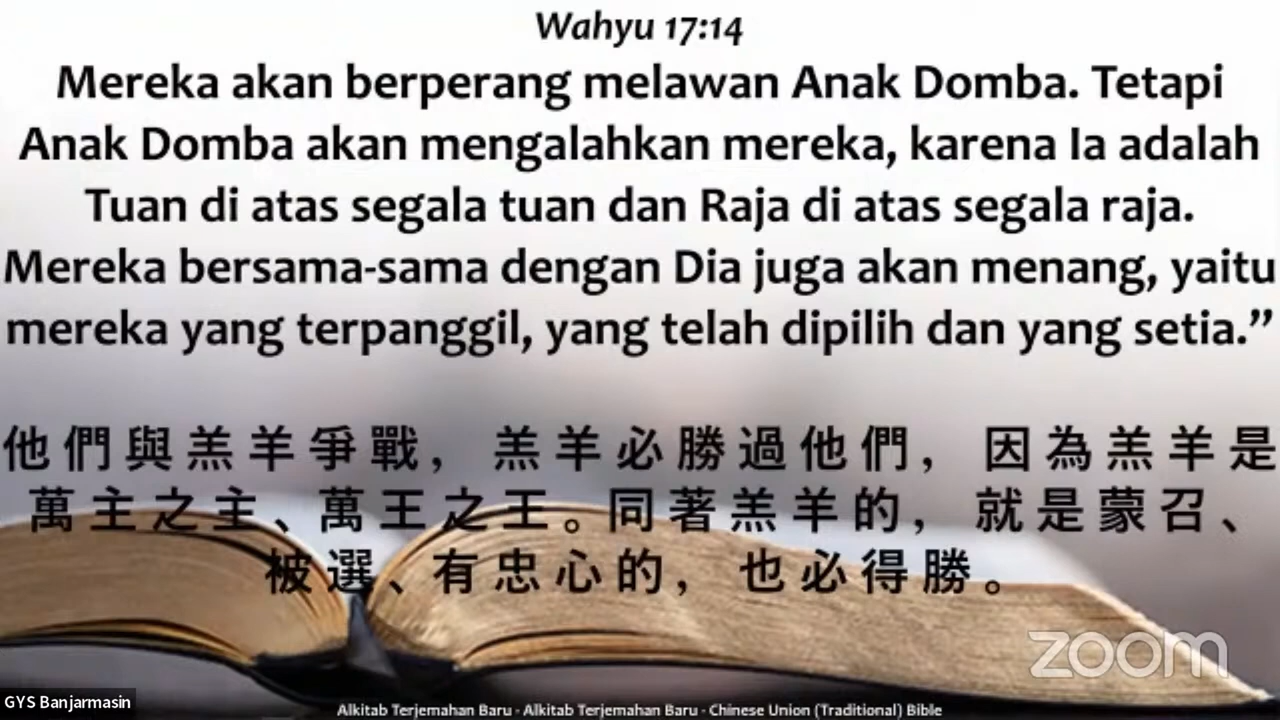 Wahyu 17:14
Mereka akan berperang melawan Anak Domba. Tetapi
Anak Domba akan mengalahkan mereka, karena Ia adalah
Tuan di atas segala tuan dan Raja di atas segala raja.
Mereka bersama-sama dengan Dia juga akan menang, yaitu
mereka yang terpanggil, yang telah dipilih dan yang setia.”
他們與羔羊爭戰，羔羊必勝過他們，因為羔羊是
萬主之主、萬王之王。同著羔羊的，就是蒙召、
被選、有忠心的，也必得勝。
zoom
GYS Banjarmasin
Alkitab Terjemahan Baru - Alkitab Terjemahan Baru - Chinese Union (Traditional) Bible